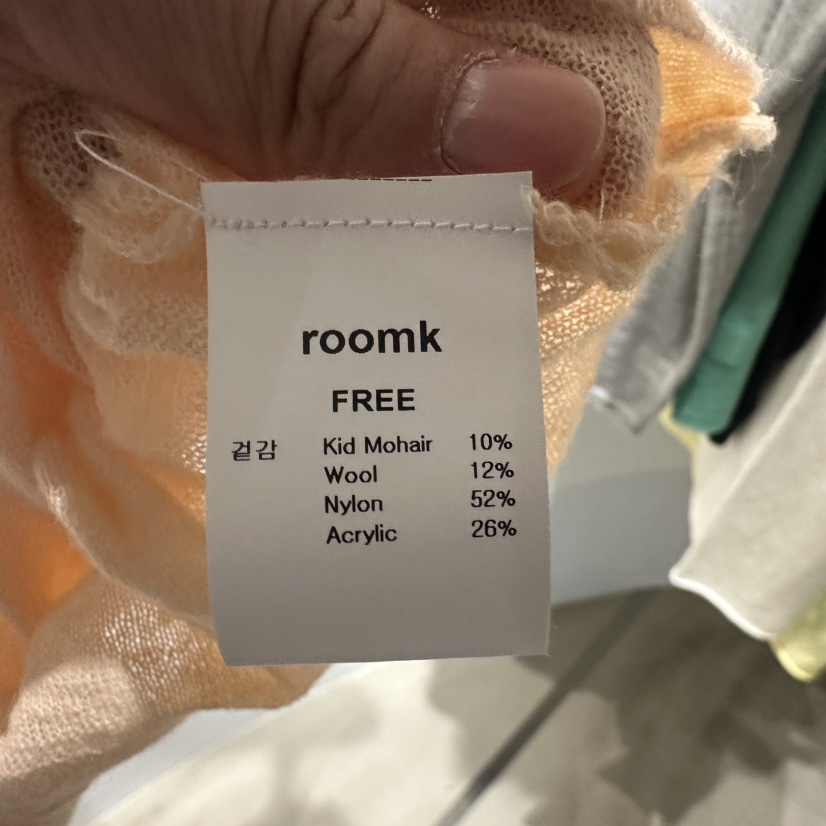 roomk
FREE
겉감 Kid Mohair 10%
Wool 12%
Nylon 52%
Acrylic 26%